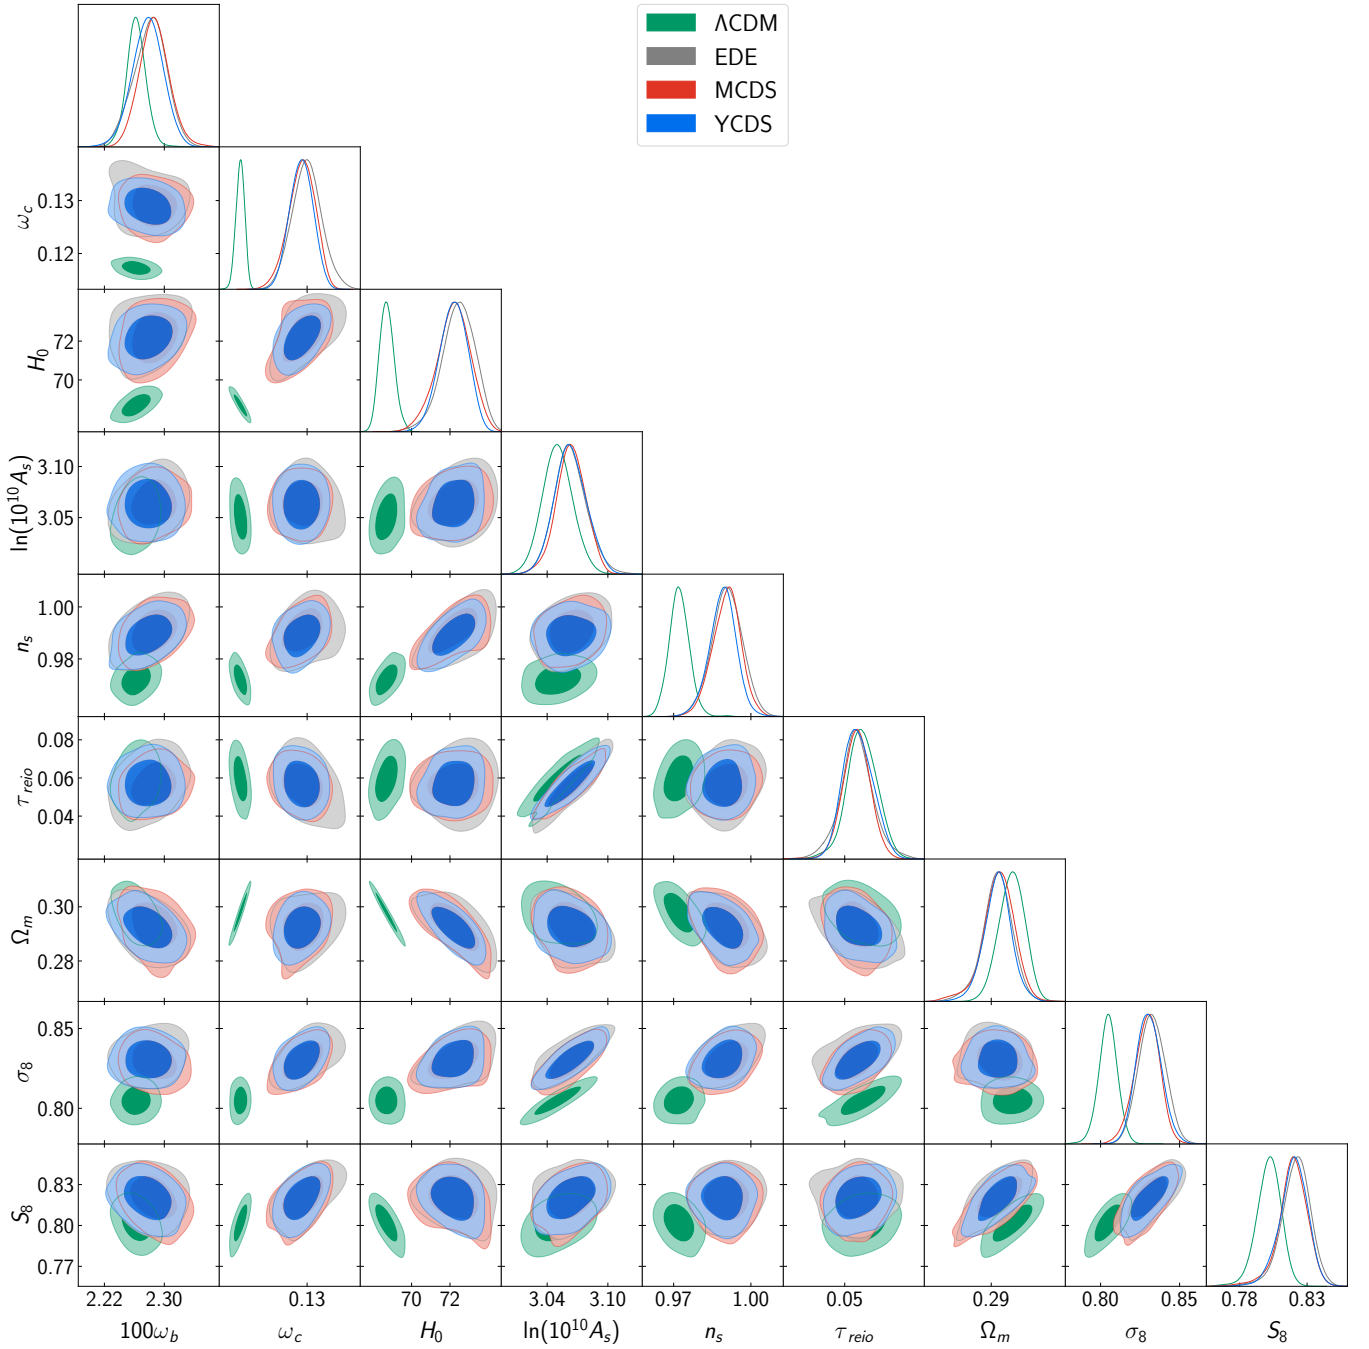 ΛCDM
EDE
MCDS
YCDS
0.13
0.12
ω_c
72
70
H_0
3.10
3.05
ln(10^{10}A_s)
1.00
0.98
n_s
0.08
0.06
0.04
τ_{reio}
0.30
0.28
Ω_m
0.85
0.80
σ_8
0.83
0.80
0.77
S_8
2.22 2.30 0.13 70 72 3.04 3.10 0.97 1.00 0.05 0.29 0.80 0.85 0.78 0.83
100ω_b ω_c H_0 ln(10^{10}A_s) n_s τ_{reio} Ω_m σ_8 S_8